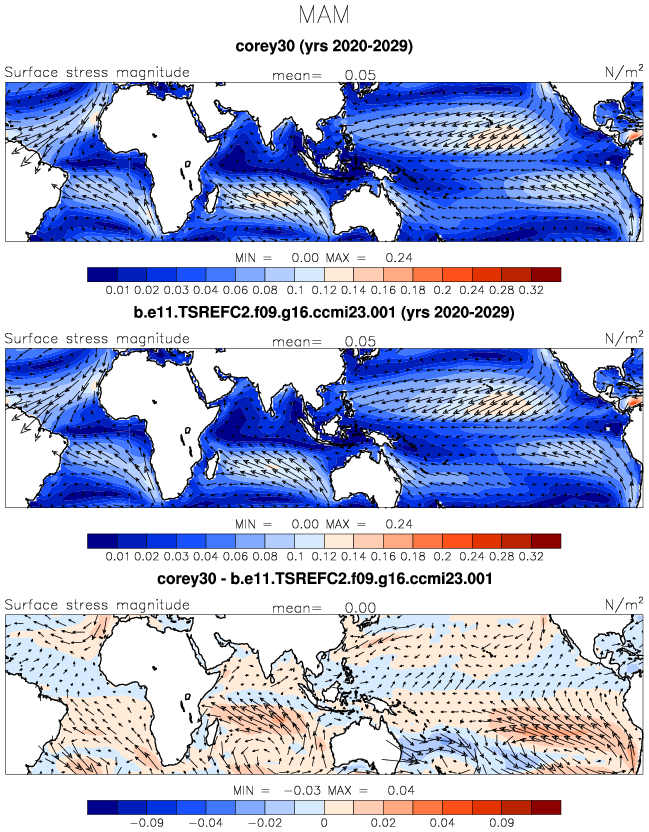 MAM
corey30 (yrs 2020-2029)
Surface stress magnitude mean= 0.05 N/m²
MIN = 0.00 MAX = 0.24
0.01 0.02 0.03 0.04 0.06 0.08 0.1 0.12 0.14 0.16 0.18 0.2 0.24 0.28 0.32
b.e11.TSREFC2.f09.g16.ccmi23.001 (yrs 2020-2029)
Surface stress magnitude mean= 0.05 N/m²
MIN = 0.00 MAX = 0.24
0.01 0.02 0.03 0.04 0.06 0.08 0.1 0.12 0.14 0.16 0.18 0.2 0.24 0.28 0.32
corey30 - b.e11.TSREFC2.f09.g16.ccmi23.001
Surface stress magnitude mean= 0.00 N/m²
MIN = −0.03 MAX = 0.04
−0.09 −0.04 −0.02 0 0.02 0.04 0.09